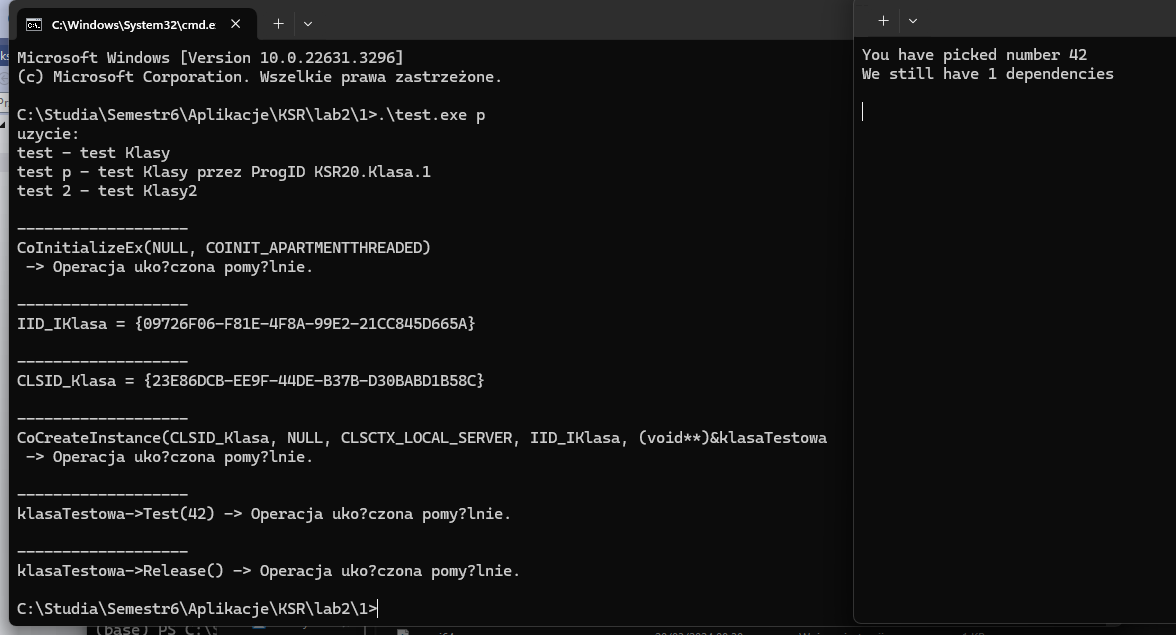 C:\Windows\System32\cmd.e
Microsoft Windows [Version 10.0.22631.3296]
(c) Microsoft Corporation. Wszelkie prawa zastrzeżone.
C:\Studia\Semestr6\Aplikacje\KSR\lab2\1>.\test.exe p
uzycie:
test - test Klasy
test p - test Klasy przez ProgID KSR20.Klasa.1
test 2 - test Klasy2
-------------------
CoInitializeEx(NULL, COINIT_APARTMENTTHREADED)
-> Operacja uko?czona pomy?lnie.
-------------------
IID_IKlasa = {09726F06-F81E-4F8A-99E2-21CC845D665A}
-------------------
CLSID_Klasa = {23E86DCB-EE9F-44DE-B37B-D30BABD1B58C}
-------------------
CoCreateInstance(CLSID_Klasa, NULL, CLSCTX_LOCAL_SERVER, IID_IKlasa, (void**)&klasaTestowa
-> Operacja uko?czona pomy?lnie.
-------------------
klasaTestowa->Test(42) -> Operacja uko?czona pomy?lnie.
-------------------
klasaTestowa->Release() -> Operacja uko?czona pomy?lnie.
C:\Studia\Semestr6\Aplikacje\KSR\lab2\1>
You have picked number 42
We still have 1 dependencies
(base) PS C:\